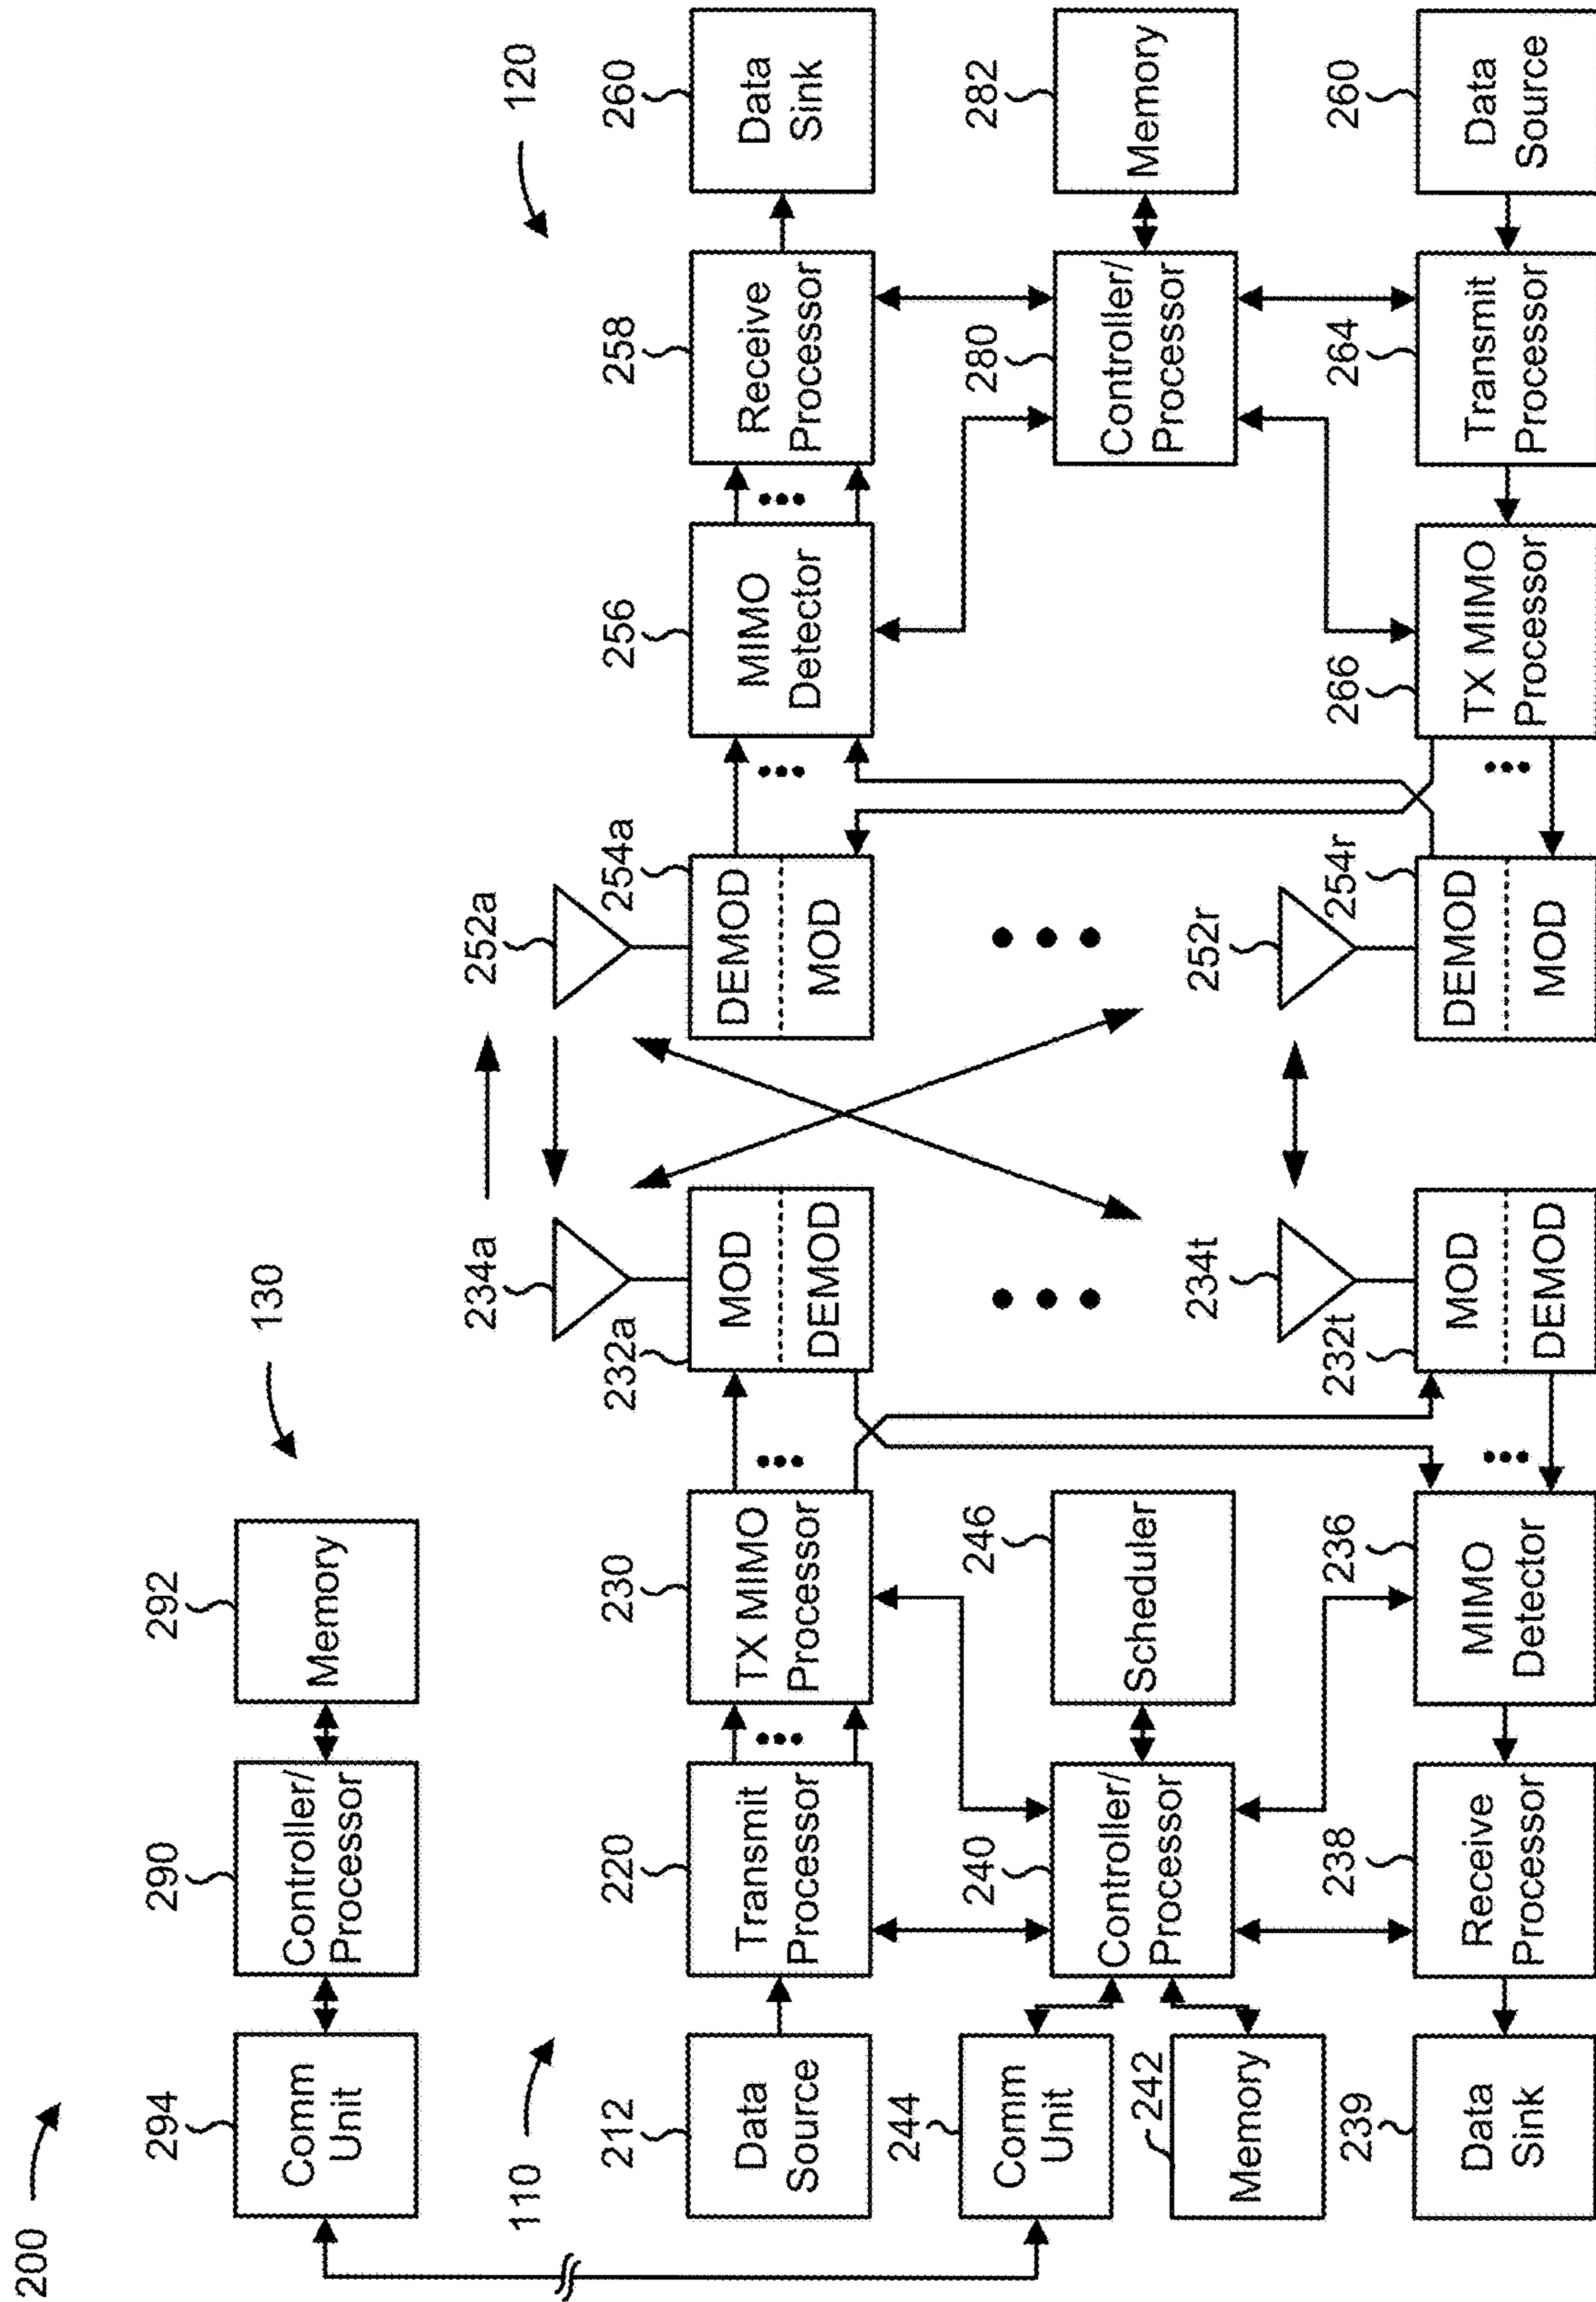 200
130
294
290
292
Comm
Unit
Controller/
Processor
Memory
110
120
234a
252a
212
220
230
232a
254a
256
258
260
Data
Source
Transmit
Processor
TX MIMO
Processor
MOD
DEMOD
DEMOD
MOD
MIMO
Detector
Receive
Processor
Data
Sink
244
240
246
280
282
Comm
Unit
Controller/
Processor
Scheduler
Controller/
Processor
Memory
242
Memory
234t
252r
239
238
236
232t
254r
266
264
260
Data
Sink
Receive
Processor
MIMO
Detector
MOD
DEMOD
DEMOD
MOD
TX MIMO
Processor
Transmit
Processor
Data
Source